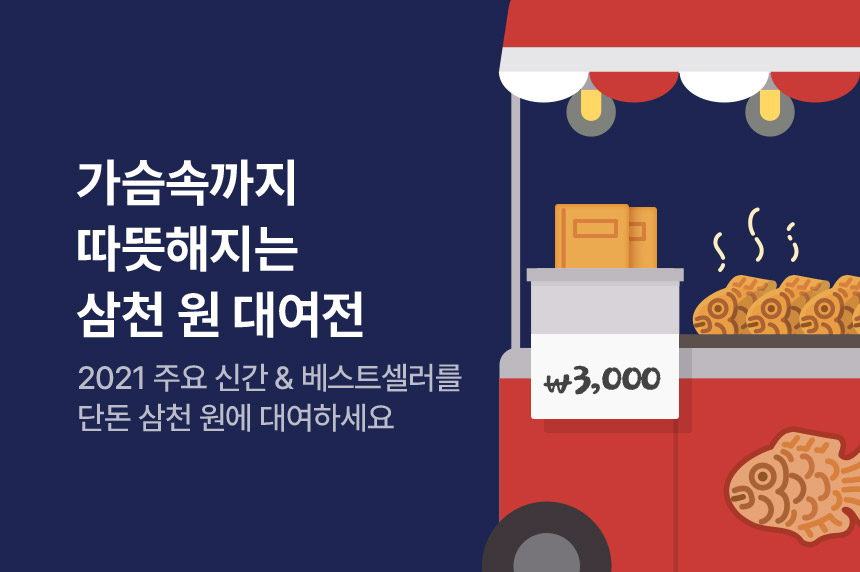 가슴속까지
따뜻해지는
삼천 원 대여전
2021 주요 신간 & 베스트셀러를
단돈 삼천 원에 대여하세요
₩3,000